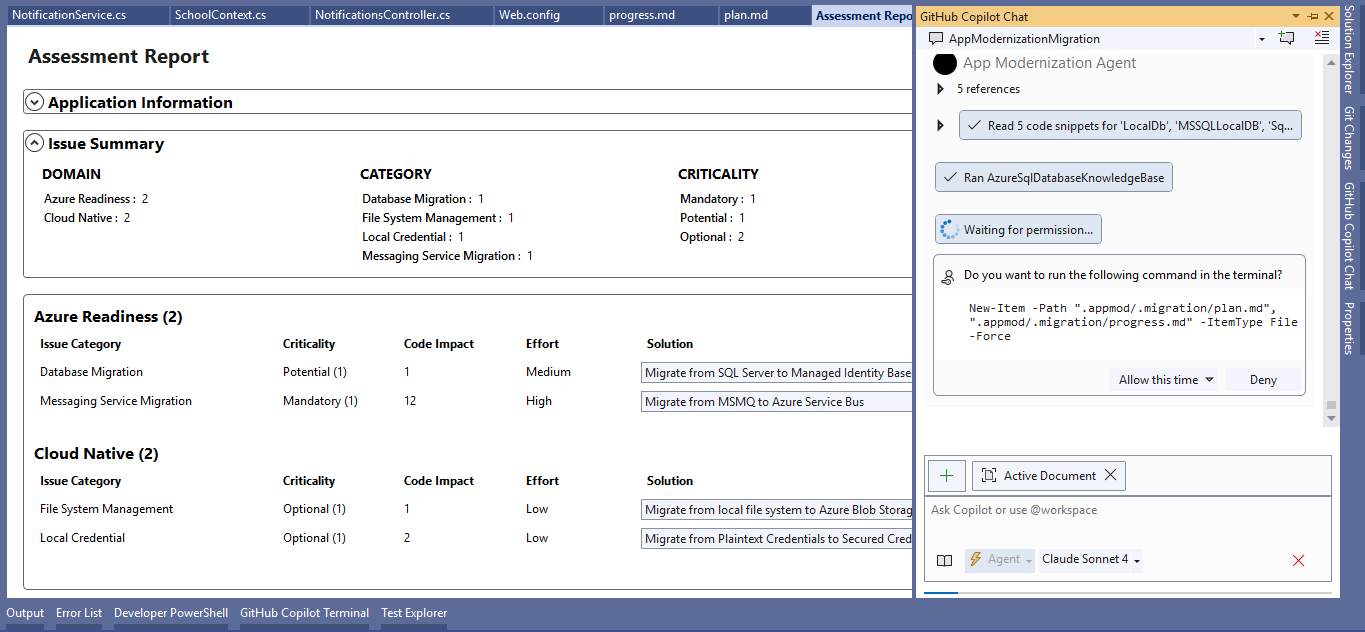 NotificationService.cs SchoolContext.cs NotificationsController.cs Web.config progress.md plan.md Assessment Repo
Assessment Report
Application Information
Issue Summary
DOMAIN CATEGORY CRITICALITY
Azure Readiness : 2 Database Migration : 1 Mandatory : 1
Cloud Native : 2 File System Management : 1 Potential : 1
Local Credential : 1 Optional : 2
Messaging Service Migration : 1
Azure Readiness (2)
Issue Category Criticality Code Impact Effort Solution
Database Migration Potential (1) 1 Medium Migrate from SQL Server to Managed Identity Base
Messaging Service Migration Mandatory (1) 12 High Migrate from MSMQ to Azure Service Bus
Cloud Native (2)
Issue Category Criticality Code Impact Effort Solution
File System Management Optional (1) 1 Low Migrate from local file system to Azure Blob Storag
Local Credential Optional (1) 2 Low Migrate from Plaintext Credentials to Secured Cred
GitHub Copilot Chat
AppModernizationMigration
App Modernization Agent
5 references
Read 5 code snippets for 'LocalDb', 'MSSQLLocalDB', 'Sq...
Ran AzureSqlDatabaseKnowledgeBase
Waiting for permission...
Do you want to run the following command in the terminal?
New-Item -Path ".appmod/.migration/plan.md",
".appmod/.migration/progress.md" -ItemType File
-Force
Allow this time Deny
Active Document
Ask Copilot or use @workspace
Agent Claude Sonnet 4
Solution Explorer
Git Changes
GitHub Copilot Chat
Properties
Output Error List Developer PowerShell GitHub Copilot Terminal Test Explorer